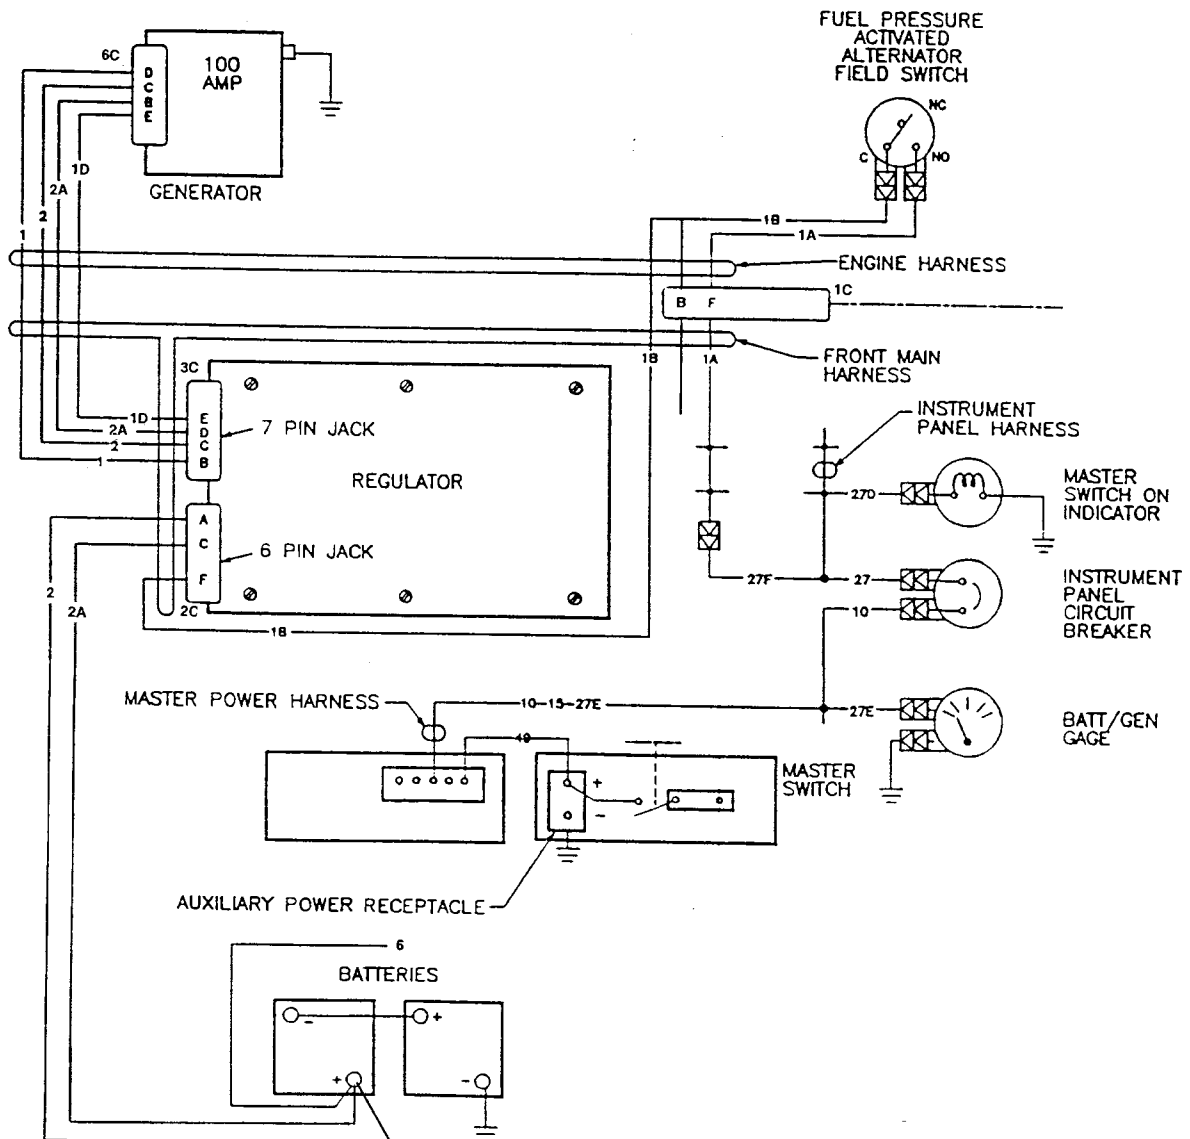 FUEL PRESSURE
ACTIVATED
ALTERNATOR
FIELD SWITCH
6C
100
AMP
D
C
B
E
NC
C
NO
GENERATOR
1D
2A
2
1
1B
1A
ENGINE HARNESS
1C
B F
1B
1A
FRONT MAIN
HARNESS
3C
1D
2A
2
1
E
D
C
B
7 PIN JACK
REGULATOR
INSTRUMENT
PANEL HARNESS
27D
MASTER
SWITCH ON
INDICATOR
A
C
F
6 PIN JACK
2C
2
2A
1B
27F
27
10
INSTRUMENT
PANEL
CIRCUIT
BREAKER
MASTER POWER HARNESS
10-15-27E
27E
BATT/GEN
GAGE
49
+
-
MASTER
SWITCH
AUXILIARY POWER RECEPTACLE
6
BATTERIES
-
+
+
-